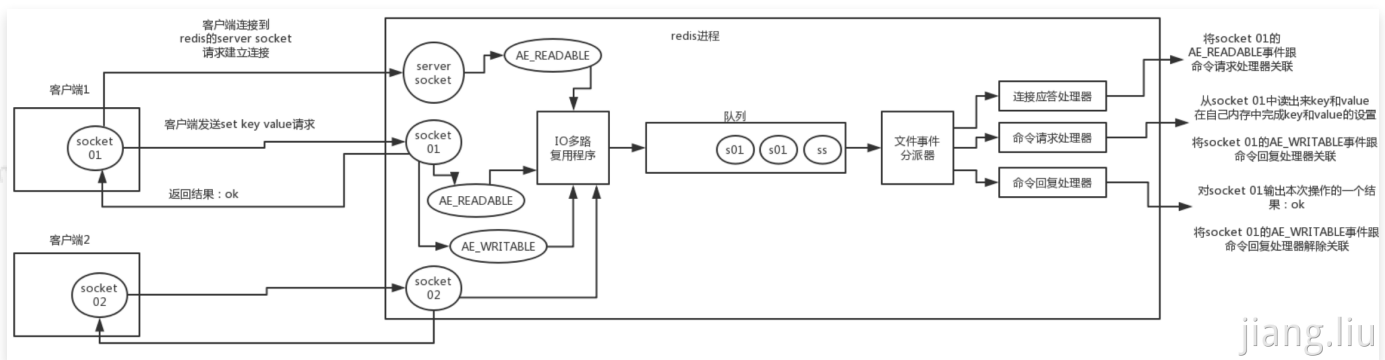 客户端连接到
redis的server socket
请求建立连接
redis进程
server
socket
AE_READABLE
客户端1
socket
01
客户端发送set key value请求
socket
01
返回结果：ok
AE_READABLE
AE_WRITABLE
IO多路
复用程序
队列
s01
s01
ss
文件事件
分派器
连接应答处理器
命令请求处理器
命令回复处理器
将socket 01的
AE_READABLE事件跟
命令请求处理器关联
从socket 01中读出来key和value
在自己内存中完成key和value的设置
将socket 01的AE_WRITABLE事件跟
命令回复处理器关联
对socket 01输出本次操作的一个结
果：ok
将socket 01的AE_WRITABLE事件跟
命令回复处理器解除关联
客户端2
socket
02
socket
02
jiang.liu